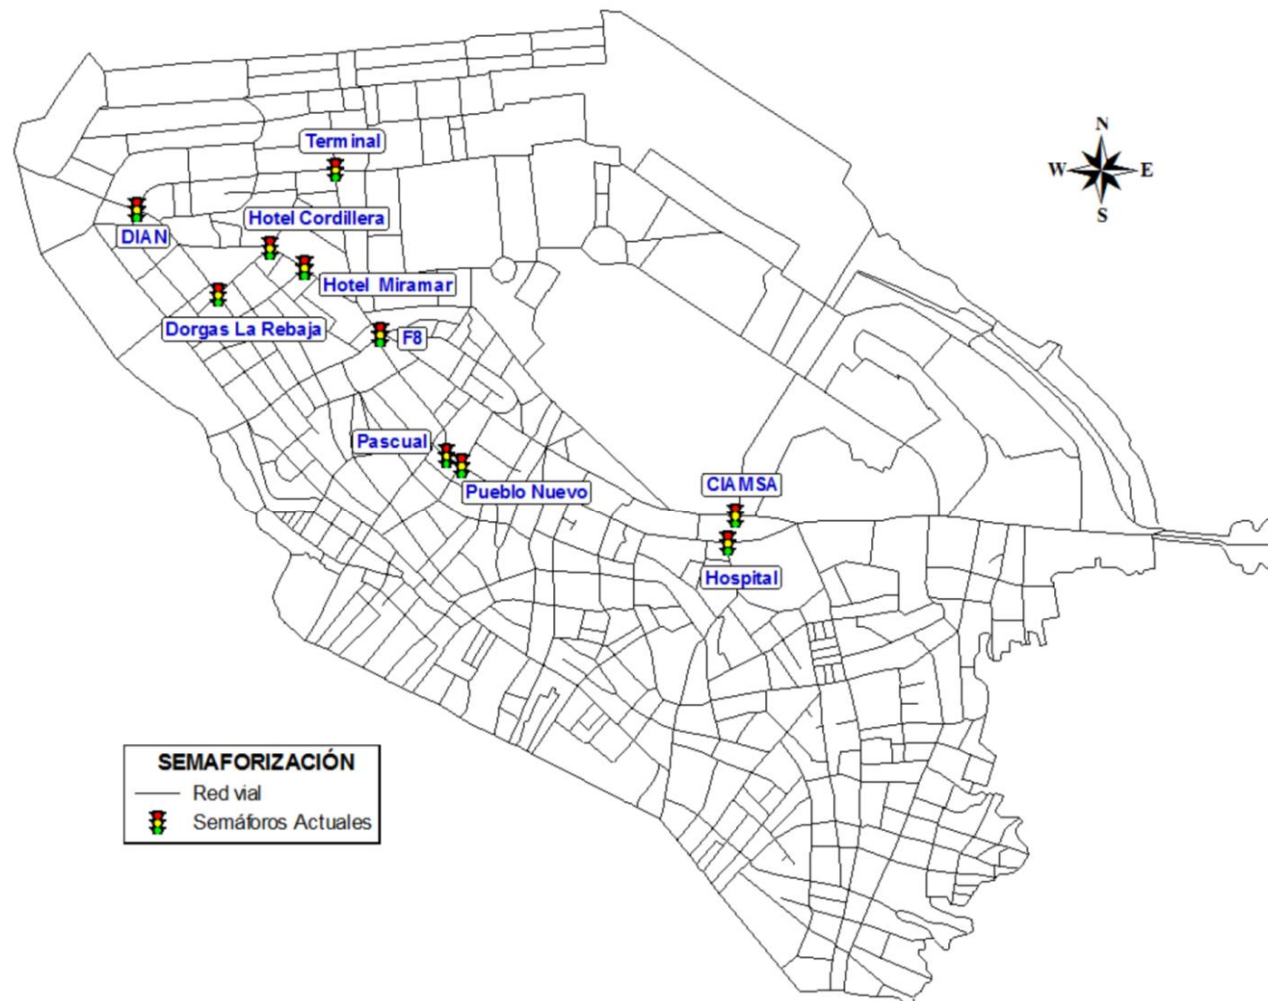 N
Terminal
W E
S
Hotel Cordillera
DIAN
Hotel Miramar
Dorgas La Rebaja
F8
Pascual
Pueblo Nuevo
CIAMSA
Hospital
SEMAFORIZACIÓN
Red vial
Semáforos Actuales